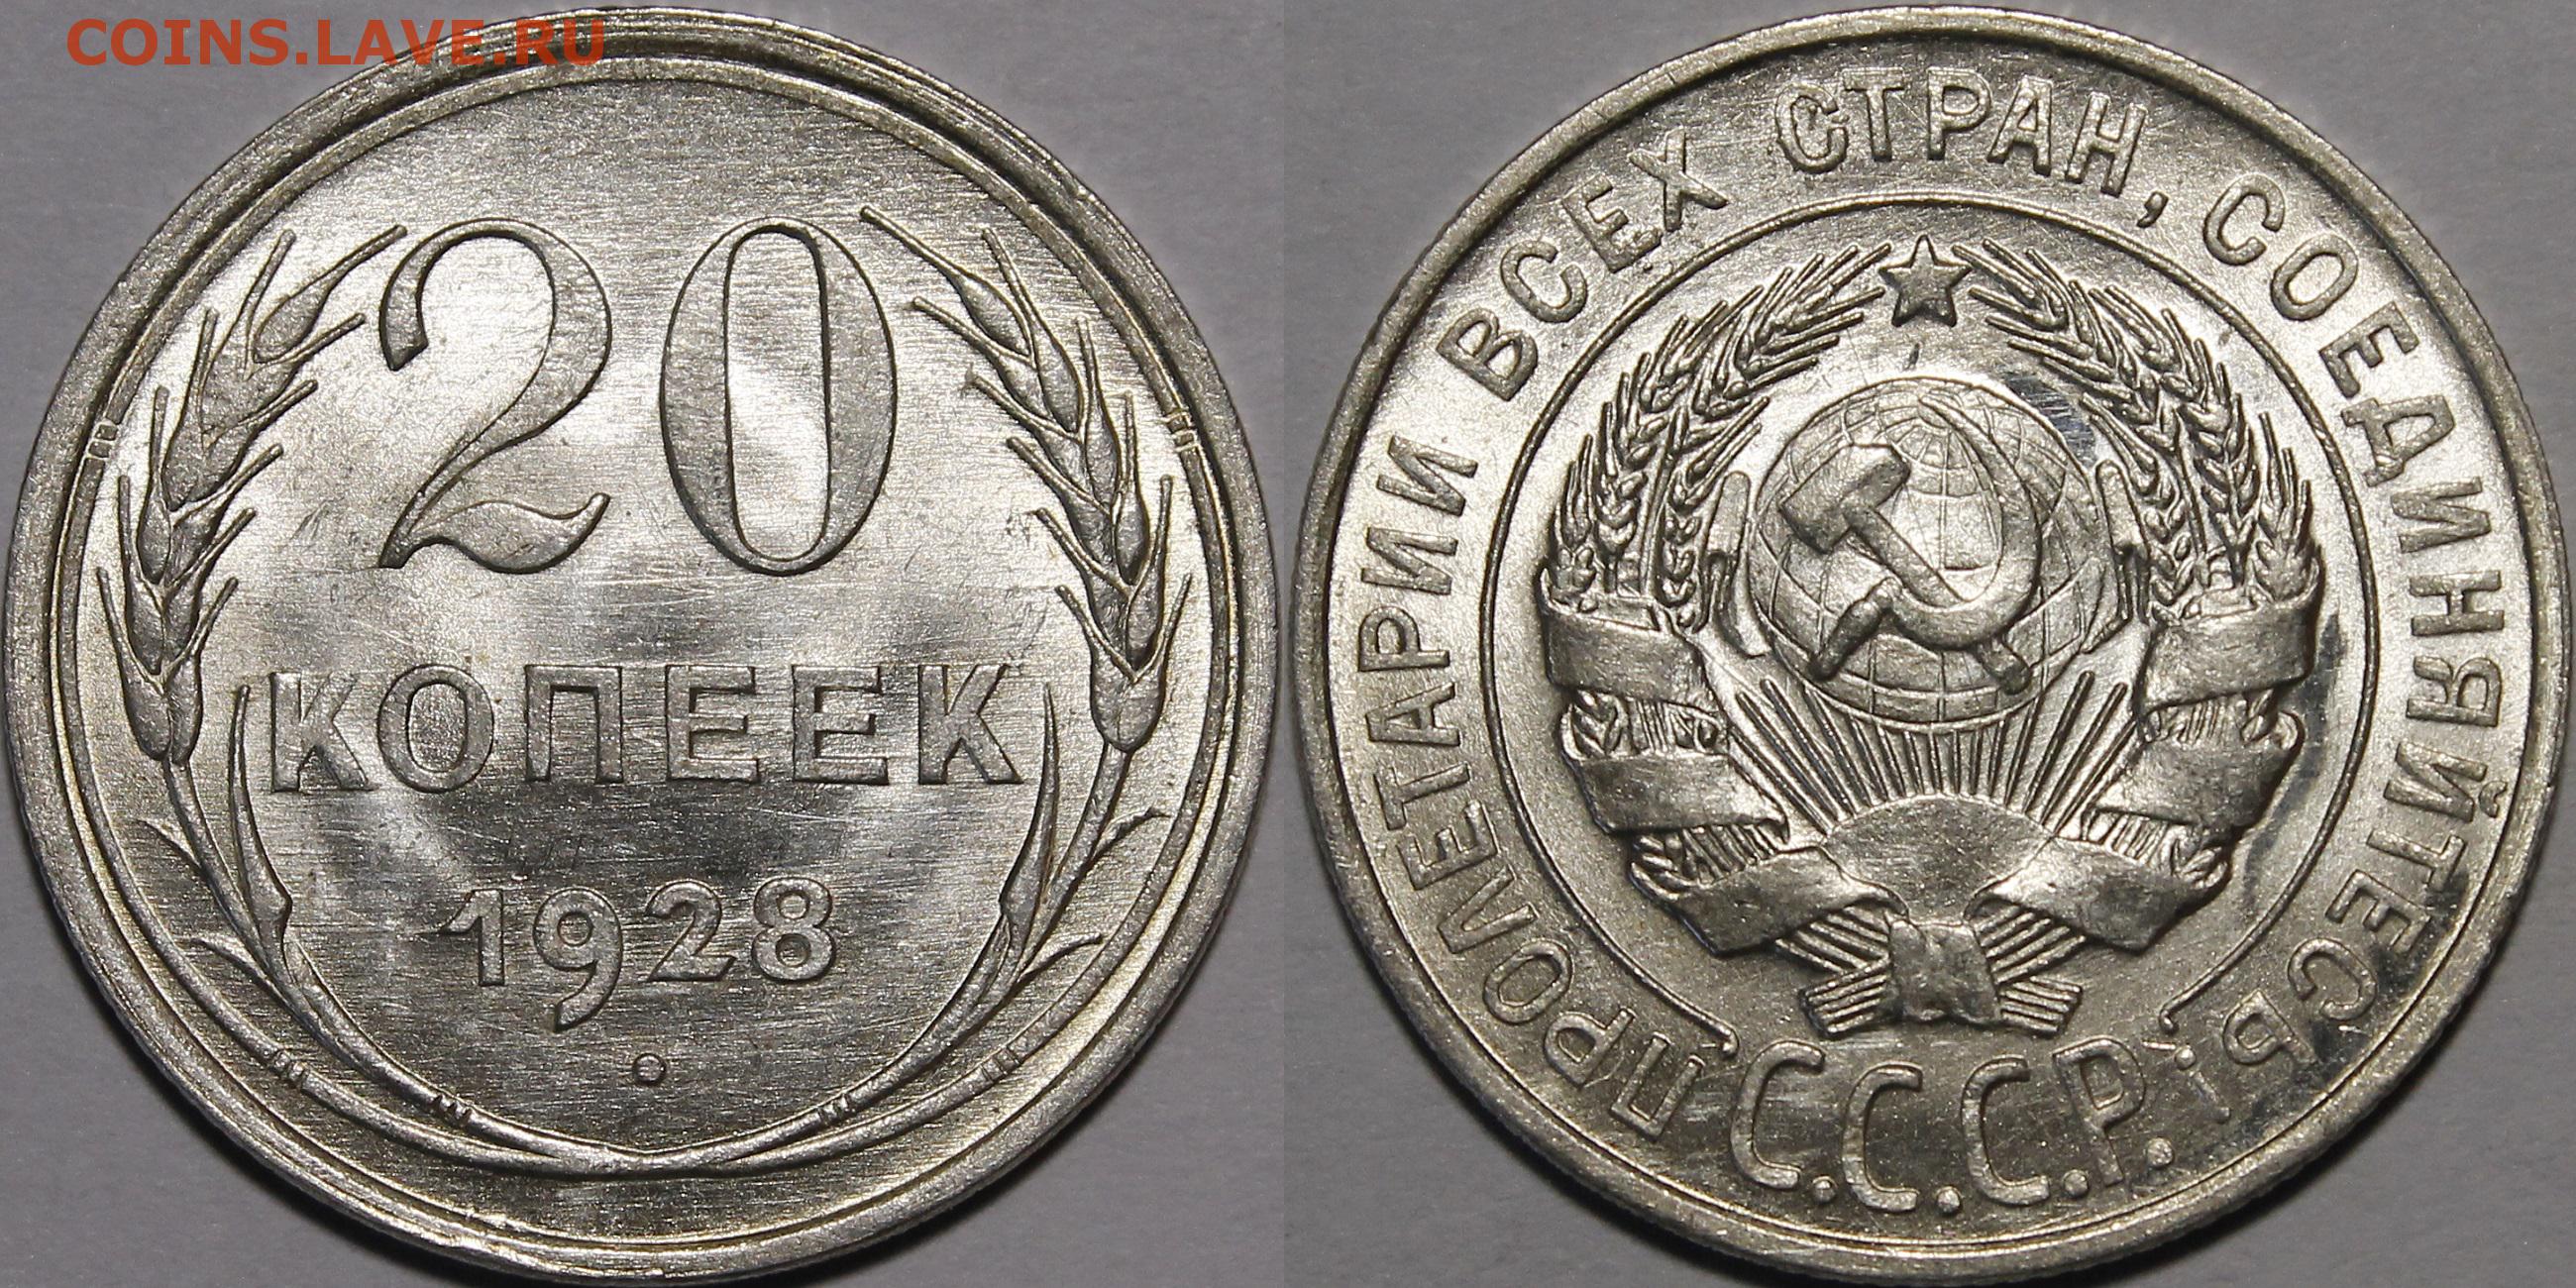 COINS.LAVE.RU
20
КОПЕЕК
1928
ПРОЛЕТАРИИ ВСЕХ СТРАН, СОЕДИНЯЙТЕСЬ!
С.С.С.Р.